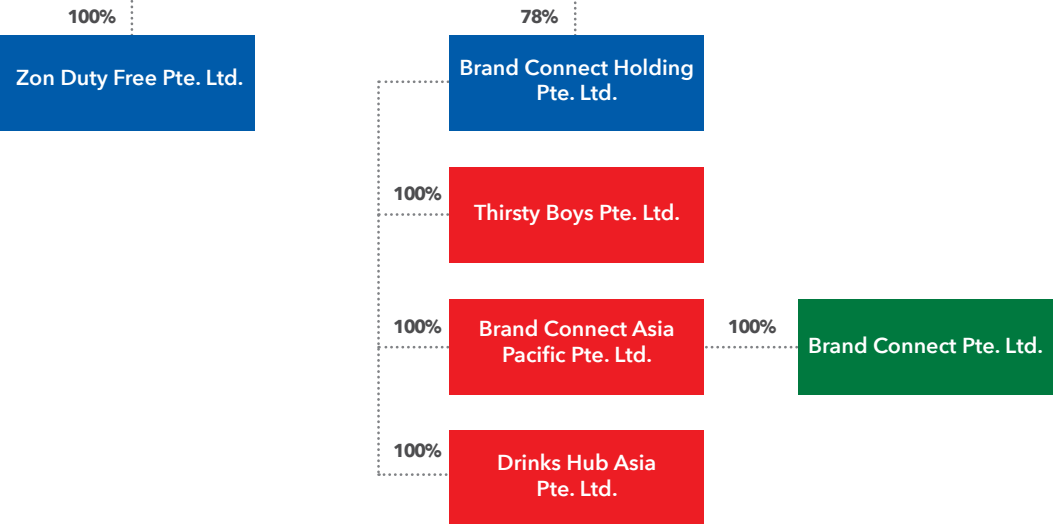 100%
78%
Zon Duty Free Pte. Ltd.
Brand Connect Holding
Pte. Ltd.
100%
Thirsty Boys Pte. Ltd.
100%
Brand Connect Asia
Pacific Pte. Ltd.
100%
Brand Connect Pte. Ltd.
100%
Drinks Hub Asia
Pte. Ltd.